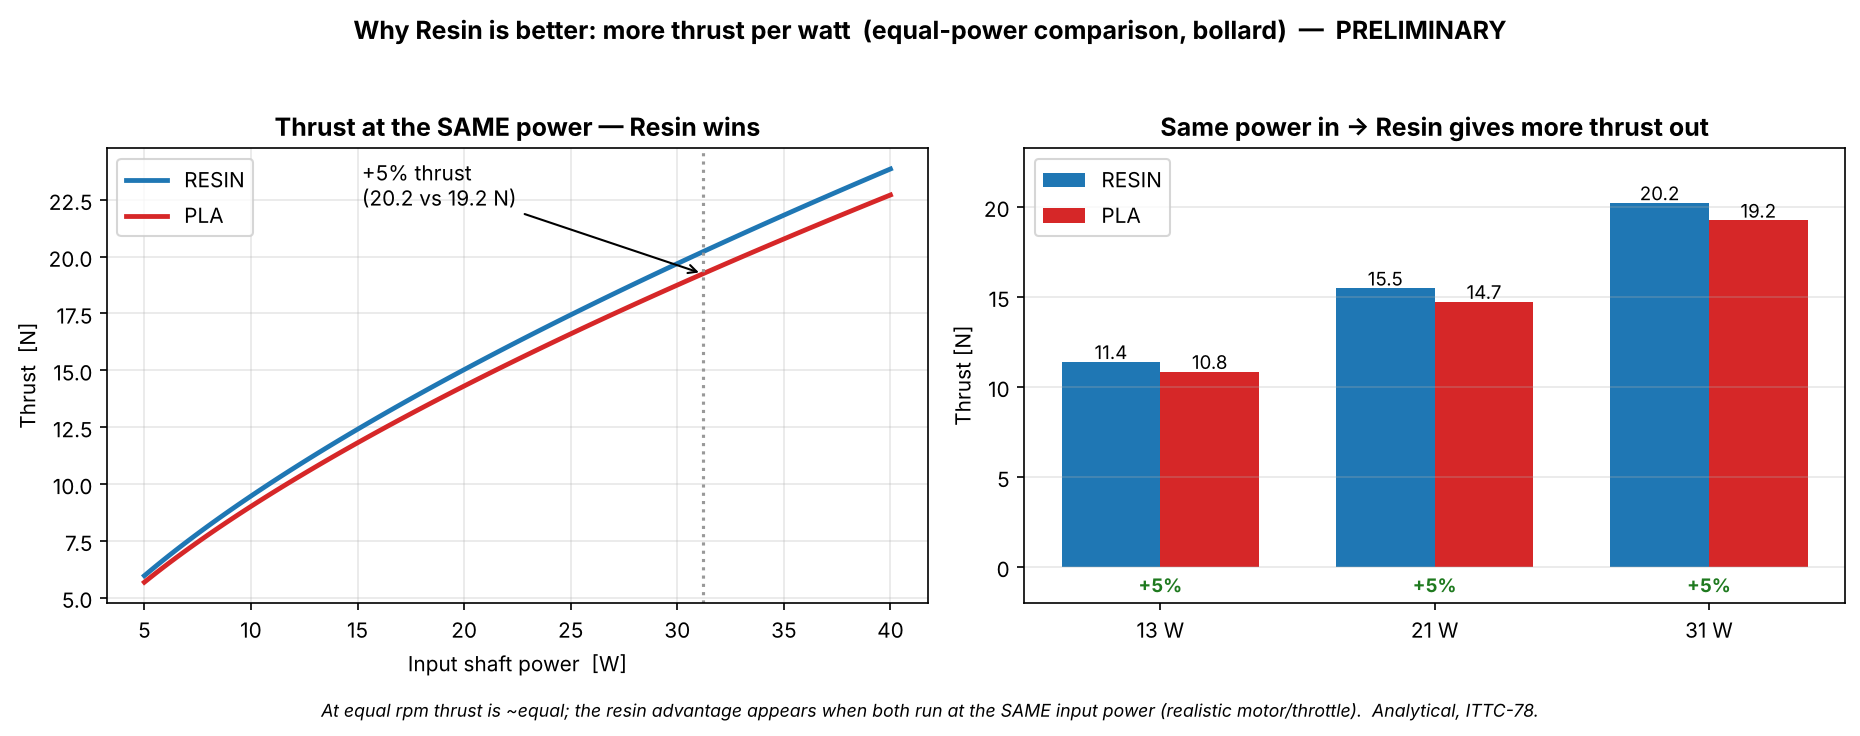 Why Resin is better: more thrust per watt (equal-power comparison, bollard) — PRELIMINARY
Thrust at the SAME power — Resin wins
RESIN
PLA
+5% thrust
(20.2 vs 19.2 N)
Thrust [N]
22.5
20.0
17.5
15.0
12.5
10.0
7.5
5.0
5 10 15 20 25 30 35 40
Input shaft power [W]
Same power in → Resin gives more thrust out
RESIN
PLA
Thrust [N]
20
15
10
5
0
11.4 10.8 15.5 14.7 20.2 19.2
+5% +5% +5%
13 W 21 W 31 W
At equal rpm thrust is ~equal; the resin advantage appears when both run at the SAME input power (realistic motor/throttle). Analytical, ITTC-78.